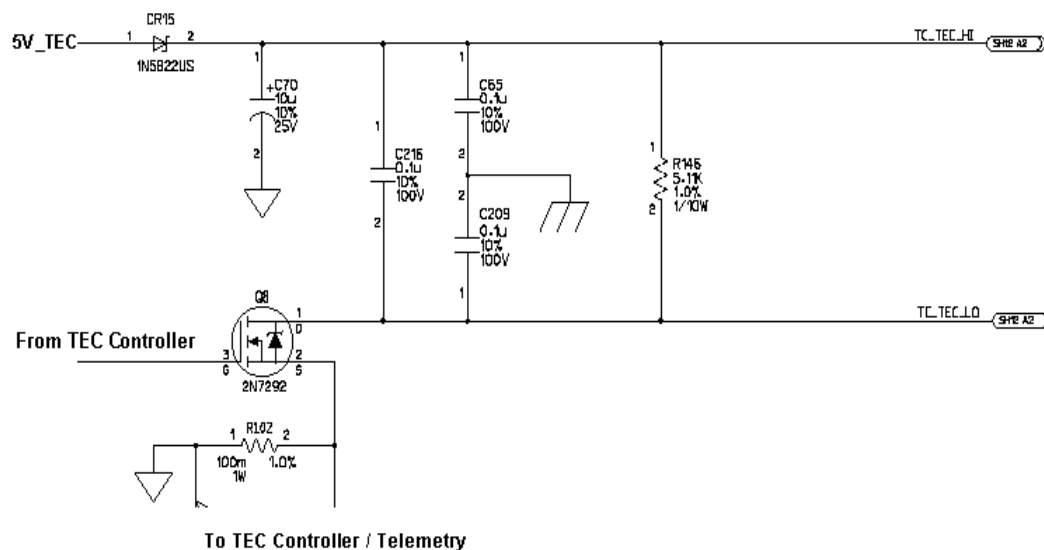 CR15
5V_TEC
1
2
1N5822US
TC_TEC_HI
SH12 A2
+C70
10u
10%
25V
1
2
C216
0.1u
10%
100V
1
2
C65
0.1u
10%
100V
1
2
C209
0.1u
10%
100V
2
1
R146
5.11K
1.0%
1/10W
1
2
Q8
1
D
From TEC Controller
3
G
2
S
2N7292
TC_TEC_LO
SH12 A2
R102
1
2
100m
1.0%
1W
To TEC Controller / Telemetry